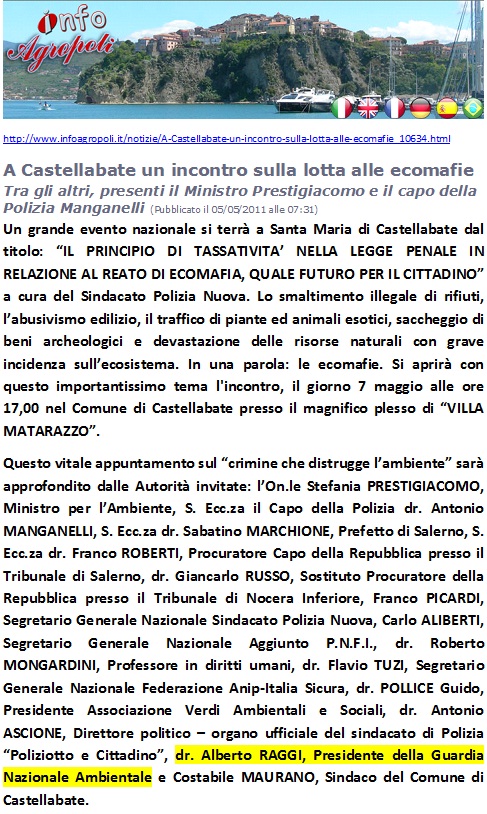 info
Agropoli
http://www.infoagropoli.it/notizie/A-Castellabate-un-incontro-sulla-lotta-alle-ecomafie_10634.html
A Castellabate un incontro sulla lotta alle ecomafie
Tra gli altri, presenti il Ministro Prestigiacomo e il capo della
Polizia Manganelli (Pubblicato il 05/05/2011 alle 07:31)
Un grande evento nazionale si terrà a Santa Maria di Castellabate dal
titolo: “IL PRINCIPIO DI TASSATIVITA’ NELLA LEGGE PENALE IN
RELAZIONE AL REATO DI ECOMAFIA, QUALE FUTURO PER IL CITTADINO”
a cura del Sindacato Polizia Nuova. Lo smaltimento illegale di rifiuti,
l’abusivismo edilizio, il traffico di piante ed animali esotici, saccheggio di
beni archeologici e devastazione delle risorse naturali con grave
incidenza sull’ecosistema. In una parola: le ecomafie. Si aprirà con
questo importantissimo tema l'incontro, il giorno 7 maggio alle ore
17,00 nel Comune di Castellabate presso il magnifico plesso di “VILLA
MATARAZZO”.
Questo vitale appuntamento sul “crimine che distrugge l’ambiente” sarà
approfondito dalle Autorità invitate: l’On.le Stefania PRESTIGIACOMO,
Ministro per l’Ambiente, S. Ecc.za il Capo della Polizia dr. Antonio
MANGANELLI, S. Ecc.za dr. Sabatino MARCHIONE, Prefetto di Salerno, S.
Ecc.za dr. Franco ROBERTI, Procuratore Capo della Repubblica presso il
Tribunale di Salerno, dr. Giancarlo RUSSO, Sostituto Procuratore della
Repubblica presso il Tribunale di Nocera Inferiore, Franco PICARDI,
Segretario Generale Nazionale Sindacato Polizia Nuova, Carlo ALIBERTI,
Segretario Generale Nazionale Aggiunto P.N.F.I., dr. Roberto
MONGARDINI, Professore in diritti umani, dr. Flavio TUZI, Segretario
Generale Nazionale Federazione Anip-Italia Sicura, dr. POLLICE Guido,
Presidente Associazione Verdi Ambientali e Sociali, dr. Antonio
ASCIONE, Direttore politico – organo ufficiale del sindacato di Polizia
“Poliziotto e Cittadino”, dr. Alberto RAGGI, Presidente della Guardia
Nazionale Ambientale e Costabile MAURANO, Sindaco del Comune di
Castellabate.